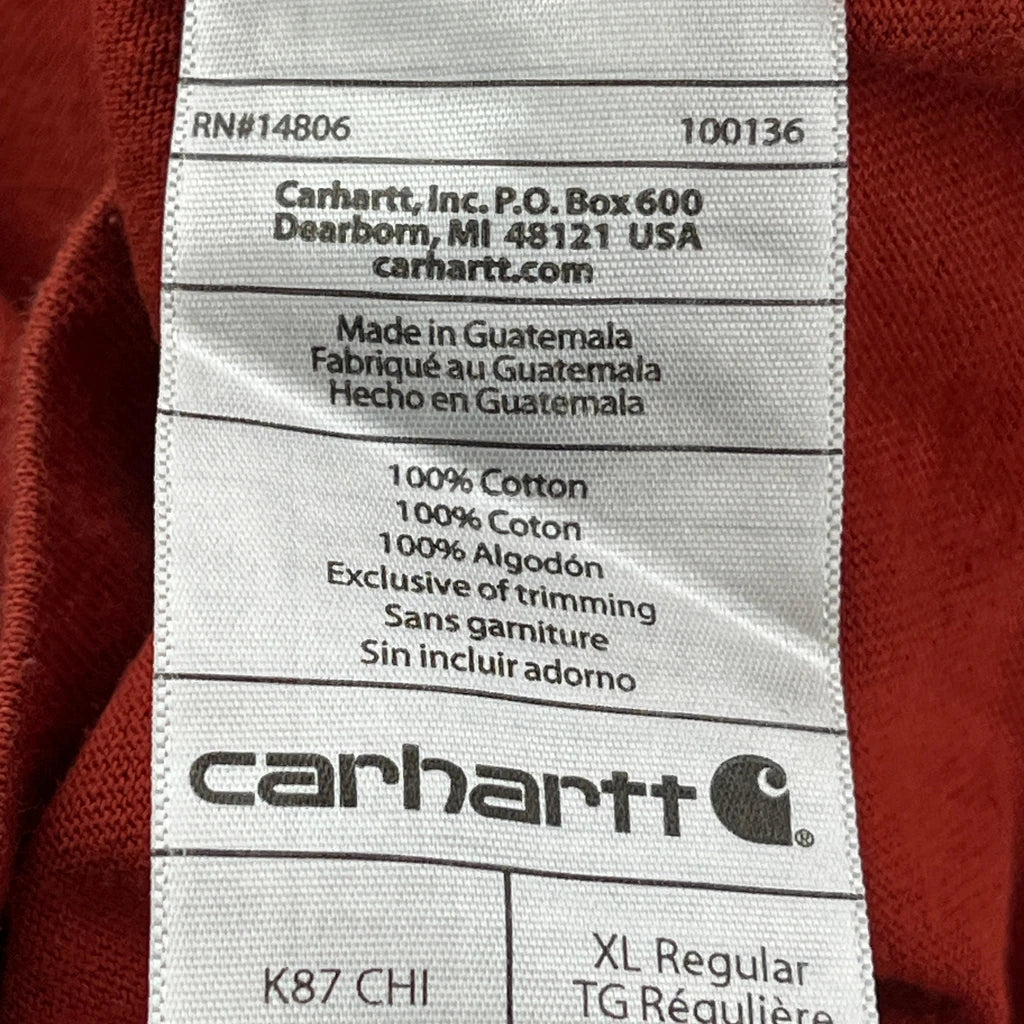 RN#14806 100136
Carhartt, Inc. P.O. Box 600
Dearborn, MI 48121 USA
carhartt.com
Made in Guatemala
Fabriqué au Guatemala
Hecho en Guatemala
100% Cotton
100% Coton
100% Algodón
Exclusive of trimming
Sans garniture
Sin incluir adorno
carhartt ®
K87 CHI
XL Regular
TG Régulière